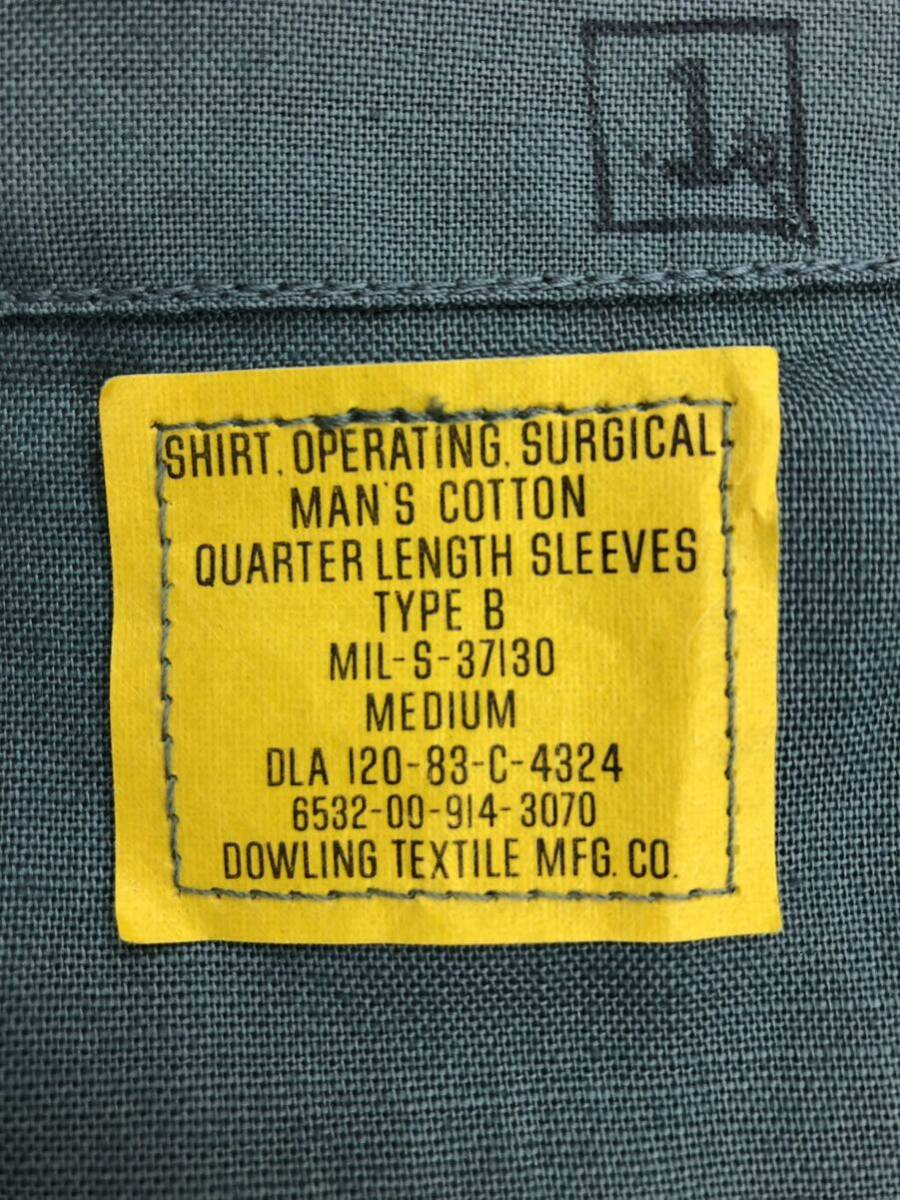 1
SHIRT, OPERATING, SURGICAL
MAN'S COTTON
QUARTER LENGTH SLEEVES
TYPE B
MIL-S-37130
MEDIUM
DLA 120-83-C-4324
6532-00-914-3070
DOWLING TEXTILE MFG. CO.